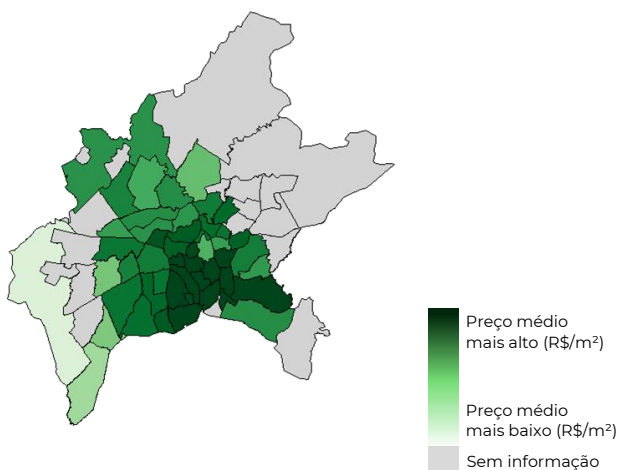 Preço médio
mais alto (R$/m²)
Preço médio
mais baixo (R$/m²)
Sem informação